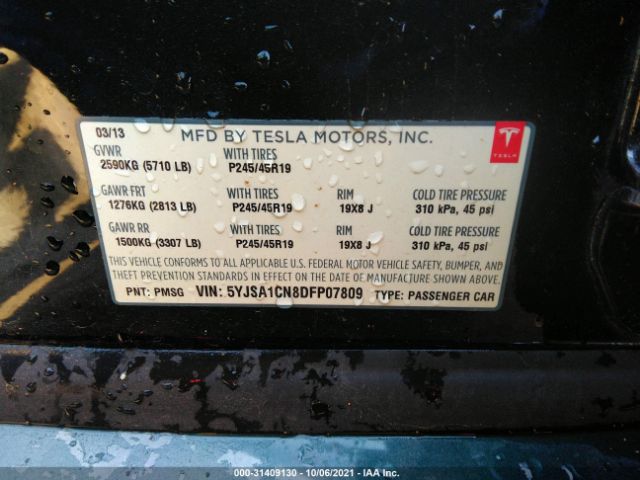 03/13 MFD BY TESLA MOTORS, INC.
TESLA
GVWR WITH TIRES
2590KG (5710 LB) P245/45R19
GAWR FRT WITH TIRES RIM COLD TIRE PRESSURE
1276KG (2813 LB) P245/45R19 19X8 J 310 kPa, 45 psi
GAWR RR WITH TIRES RIM COLD TIRE PRESSURE
1500KG (3307 LB) P245/45R19 19X8 J 310 kPa, 45 psi
THIS VEHICLE CONFORMS TO ALL APPLICABLE U.S. FEDERAL MOTOR VEHICLE SAFETY, BUMPER, AND
THEFT PREVENTION STANDARDS IN EFFECT ON THE DATE OF MANUFACTURE SHOWN ABOVE.
PNT: PMSG VIN: 5YJSA1CN8DFP07809 TYPE: PASSENGER CAR
000-31409130 - 10/06/2021 - IAA Inc.